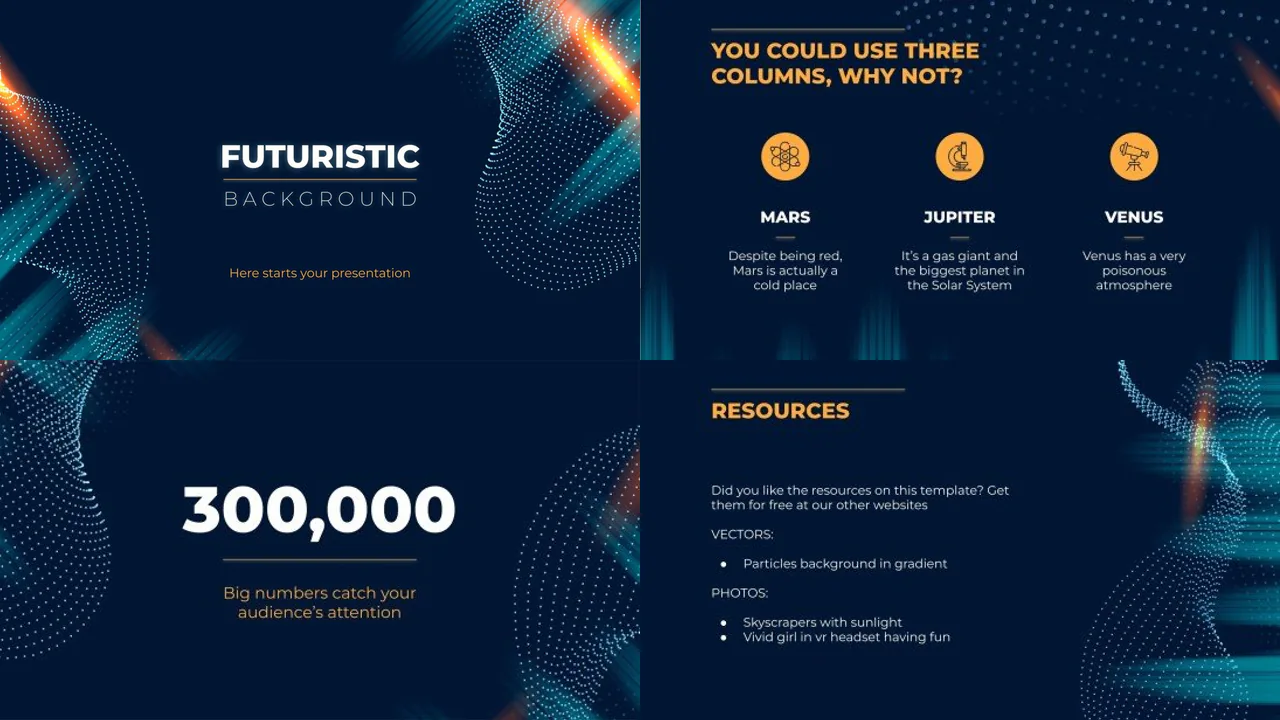 FUTURISTIC
BACKGROUND
Here starts your presentation
YOU COULD USE THREE
COLUMNS, WHY NOT?
MARS
Despite being red,
Mars is actually a
cold place
JUPITER
It's a gas giant and
the biggest planet in
the Solar System
VENUS
Venus has a very
poisonous
atmosphere
300,000
Big numbers catch your
audience's attention
RESOURCES
Did you like the resources on this template? Get
them for free at our other websites
VECTORS:
● Particles background in gradient
PHOTOS:
● Skyscrapers with sunlight
● Vivid girl in vr headset having fun